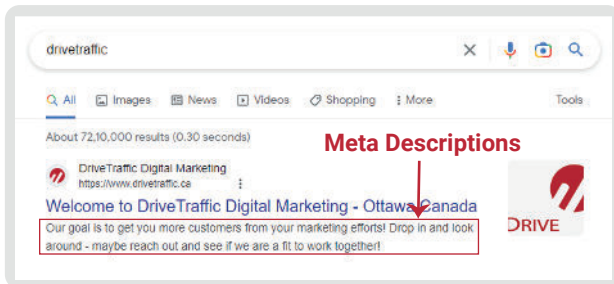 drivetraffic
All Images News Videos Shopping More Tools
About 72,10,000 results (0.30 seconds)
Meta Descriptions
DriveTraffic Digital Marketing
https://www.drivetraffic.ca
Welcome to DriveTraffic Digital Marketing - Ottawa Canada
Our goal is to get you more customers from your marketing efforts! Drop in and look
around - maybe reach out and see if we are a fit to work together!
DRIVE